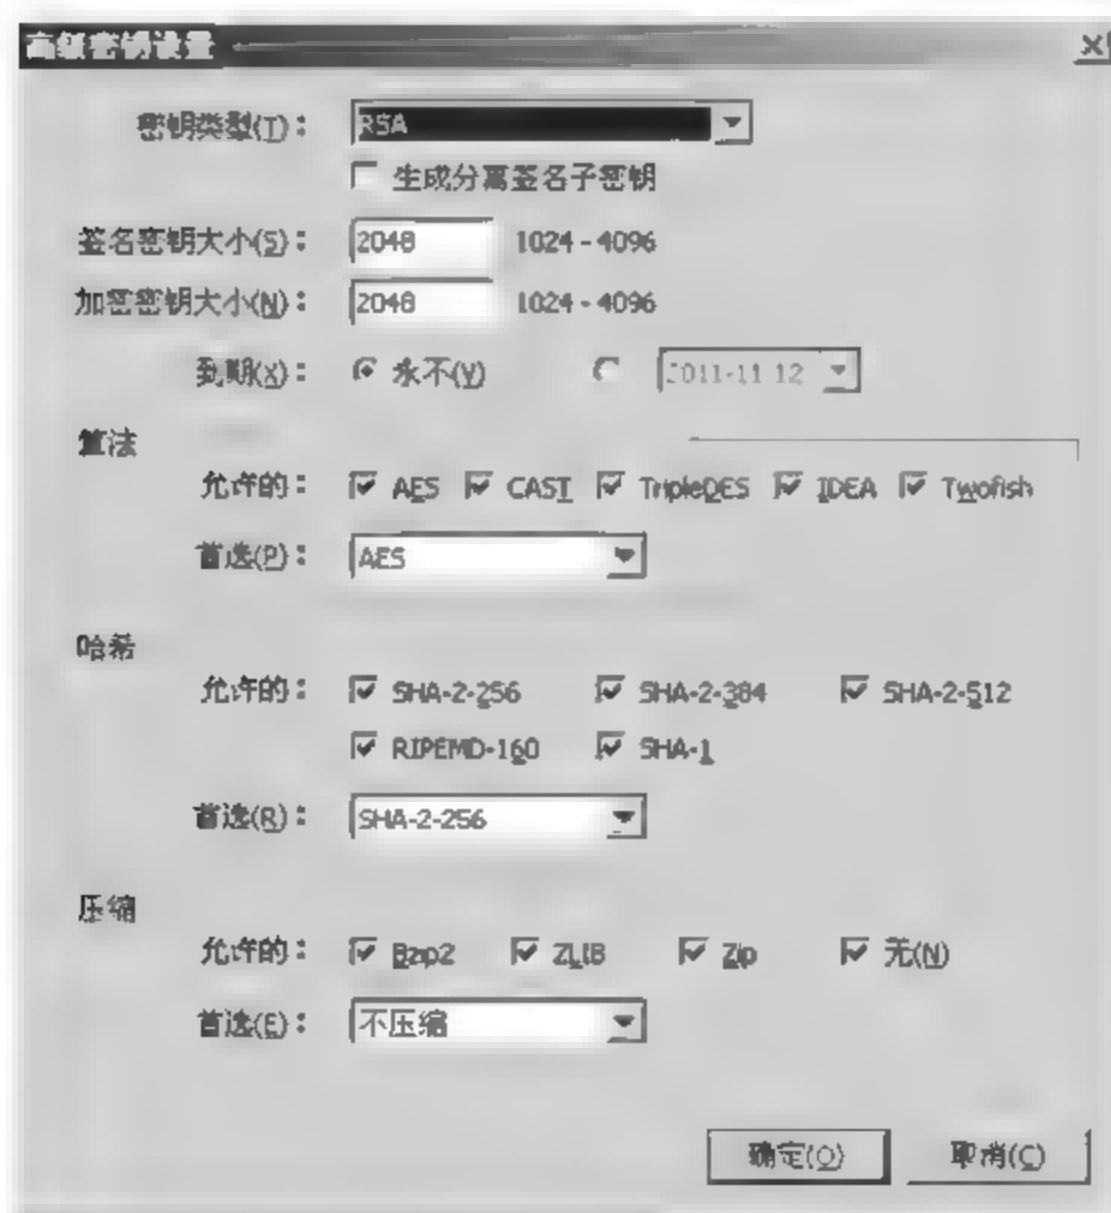 高级密钥设置
密钥类型(T)： RSA
生成分离签名子密钥
签名密钥大小(S)： 2048 1024 - 4096
加密密钥大小(N)： 2048 1024 - 4096
到期(X)： 永不(V) 2011-11-12
算法
允许的： AES CAST TripleDES IDEA Twofish
首选(P)： AES
哈希
允许的： SHA-2-256 SHA-2-384 SHA-2-512
RIPEMD-160 SHA-1
首选(R)： SHA-2-256
压缩
允许的： Bzip2 ZLIB Zip 无(N)
首选(E)： 不压缩
确定(O) 取消(C)